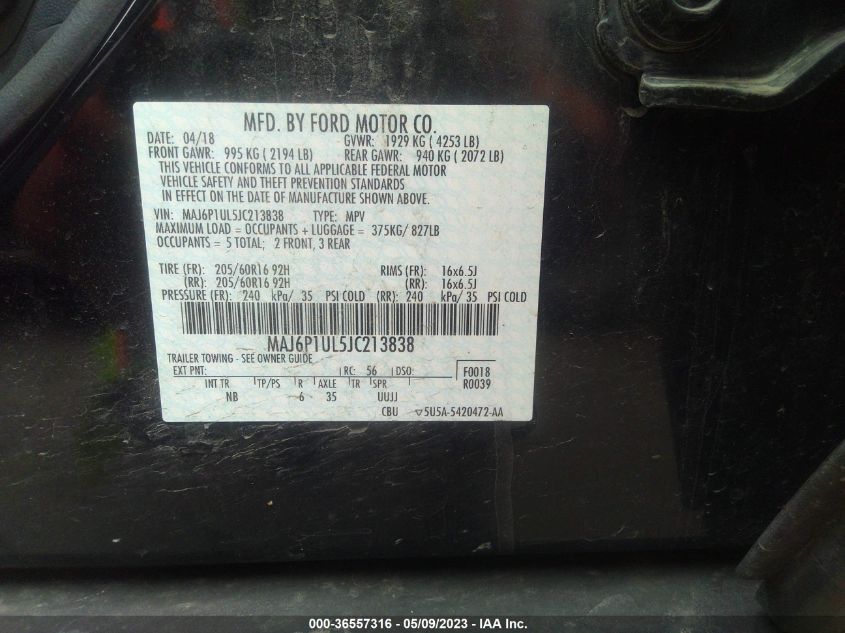 MFD. BY FORD MOTOR CO.
DATE: 04/18 GVWR: 1929 KG ( 4253 LB)
FRONT GAWR: 995 KG ( 2194 LB) REAR GAWR: 940 KG ( 2072 LB)
THIS VEHICLE CONFORMS TO ALL APPLICABLE FEDERAL MOTOR
VEHICLE SAFETY AND THEFT PREVENTION STANDARDS
IN EFFECT ON THE DATE OF MANUFACTURE SHOWN ABOVE.
VIN: MAJ6P1UL5JC213838 TYPE: MPV
MAXIMUM LOAD = OCCUPANTS + LUGGAGE = 375KG/ 827LB
OCCUPANTS = 5 TOTAL; 2 FRONT, 3 REAR
TIRE (FR): 205/60R16 92H RIMS (FR): 16x6.5J
(RR): 205/60R16 92H (RR): 16x6.5J
PRESSURE (FR): 240 kPa/ 35 PSI COLD (RR): 240 kPa/ 35 PSI COLD
MAJ6P1UL5JC213838
TRAILER TOWING - SEE OWNER GUIDE
EXT PNT: RC: 56 DSO: F0018
INT TR TP/PS R AXLE TR SPR R0039
NB 6 35 UUJJ
CBU ▽5U5A-5420472-AA
000-36557316 - 05/09/2023 - IAA Inc.